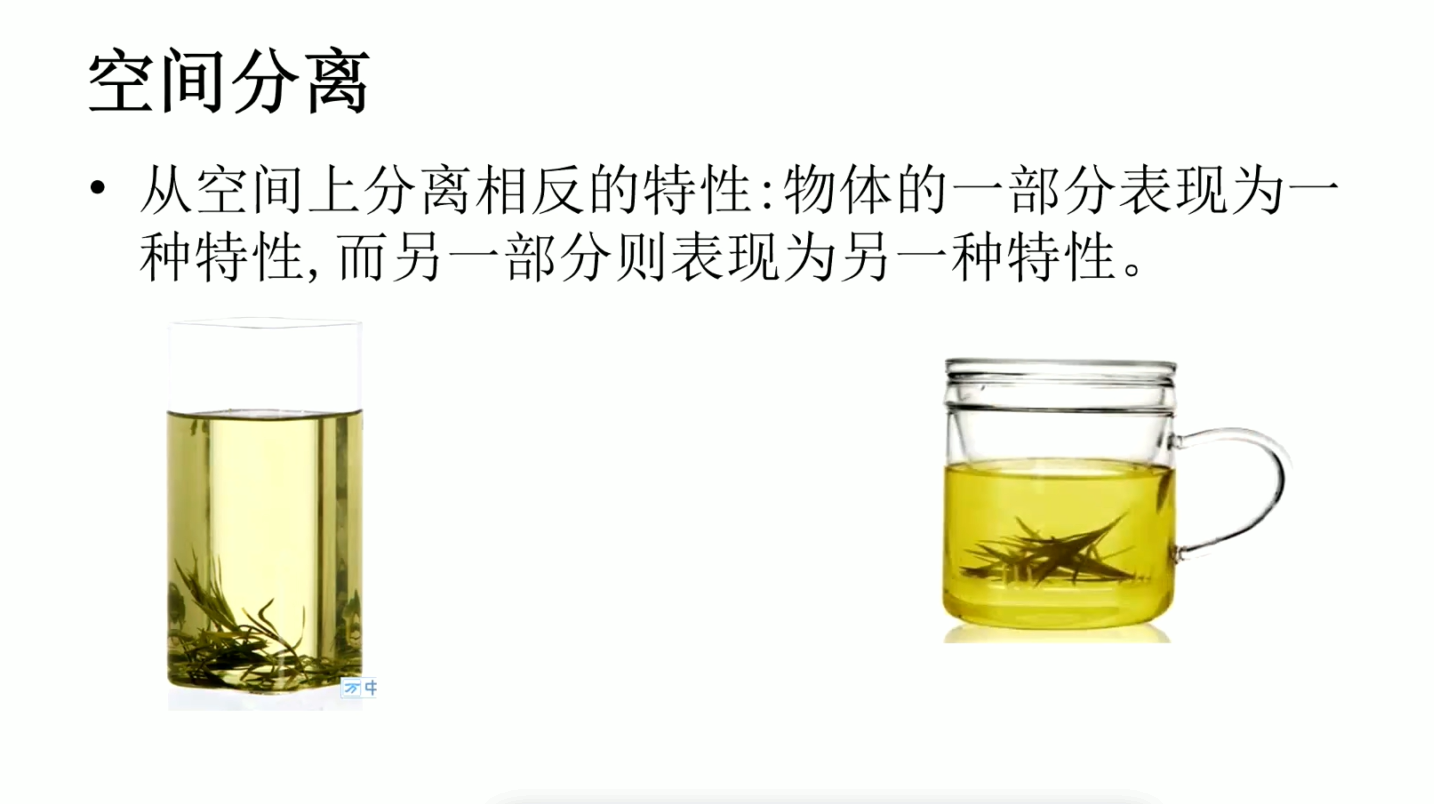 空间分离
• 从空间上分离相反的特性:物体的一部分表现为一
种特性,而另一部分则表现为另一种特性。
中